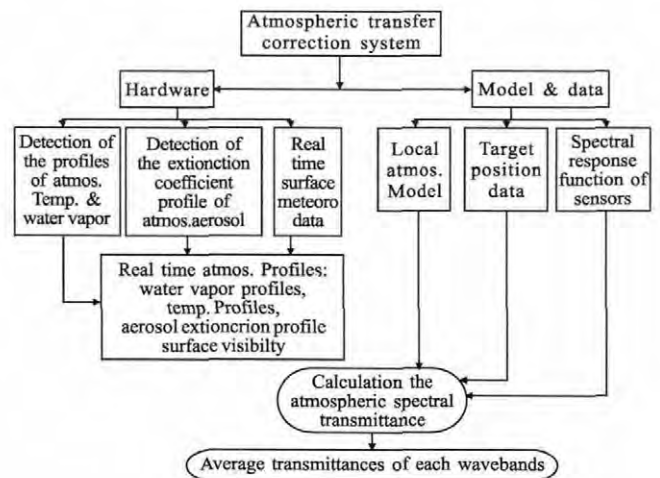 Atmospheric transfer
correction system
Hardware
Model & data
Detection of
the profiles
of atmos.
Temp. &
water vapor
Detection of
the extionction
coefficient
profile of
atmos.aerosol
Real
time
surface
meteoro
data
Local
atmos.
Model
Target
position
data
Spectral
response
function of
sensors
Real time atmos. Profiles:
water vapor profiles,
temp. Profiles,
aerosol extioncrion profile
surface visibilty
Calculation the
atmospheric spectral
transmittance
Average transmittances of each wavebands